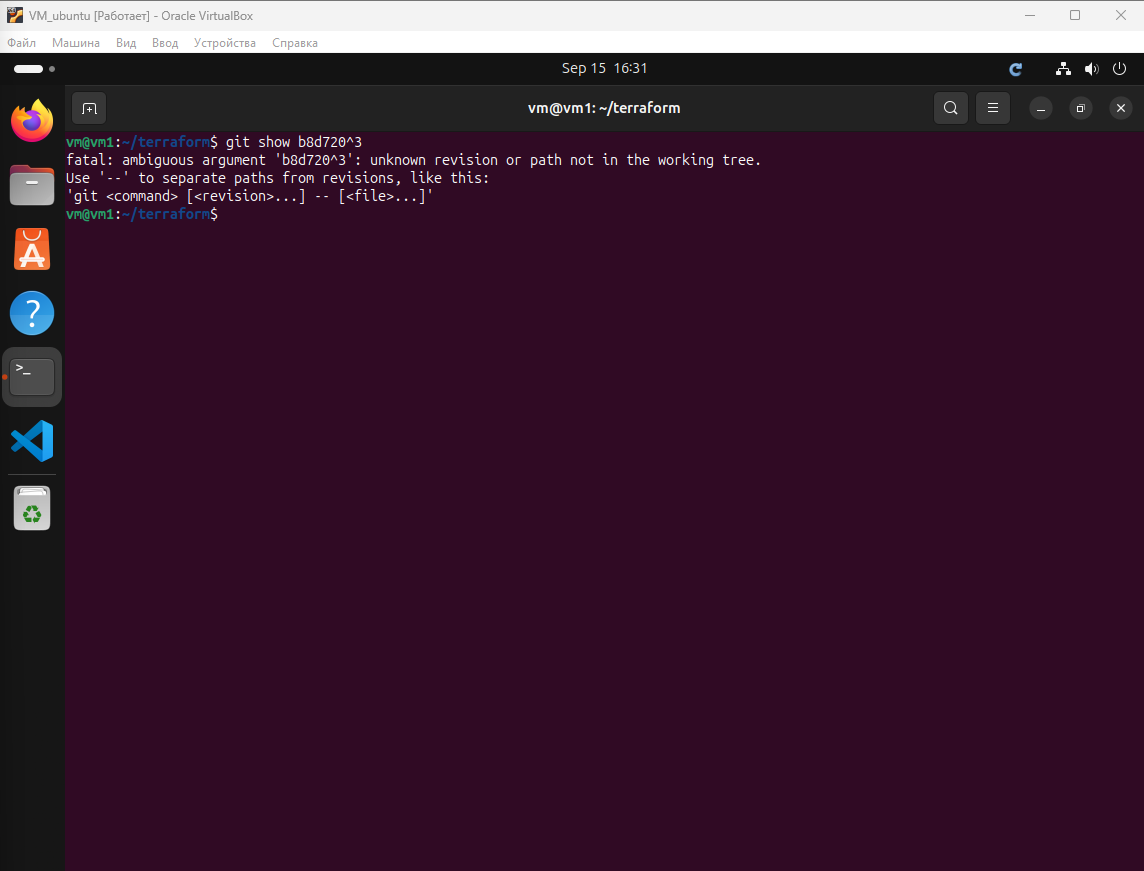 VM_ubuntu [Работает] - Oracle VirtualBox
Файл Машина Вид Ввод Устройства Справка
Sep 15 16:31
vm@vm1: ~/terraform
vm@vm1:~/terraform$ git show b8d720^3
fatal: ambiguous argument 'b8d720^3': unknown revision or path not in the working tree.
Use '--' to separate paths from revisions, like this:
'git <command> [<revision>...] -- [<file>...]'
vm@vm1:~/terraform$